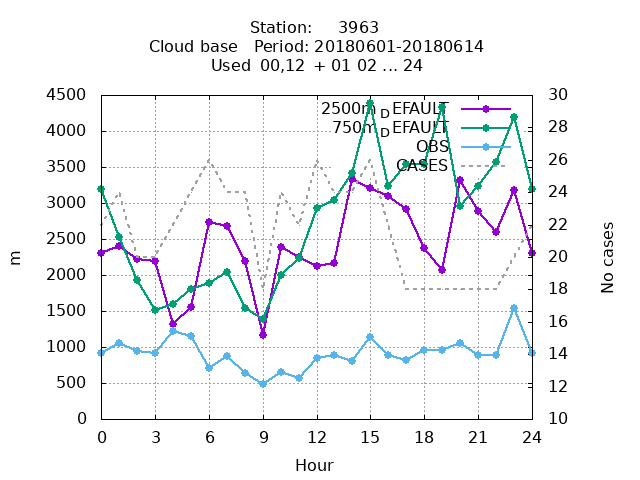 Station: 3963
Cloud base Period: 20180601-20180614
Used 00,12 + 01 02 ... 24
2500m_DEFAULT
750m_DEFAULT
OBS
CASES
4500
4000
3500
3000
2500
2000
1500
1000
500
0
m
30
28
26
24
22
20
18
16
14
12
10
No cases
0 3 6 9 12 15 18 21 24
Hour